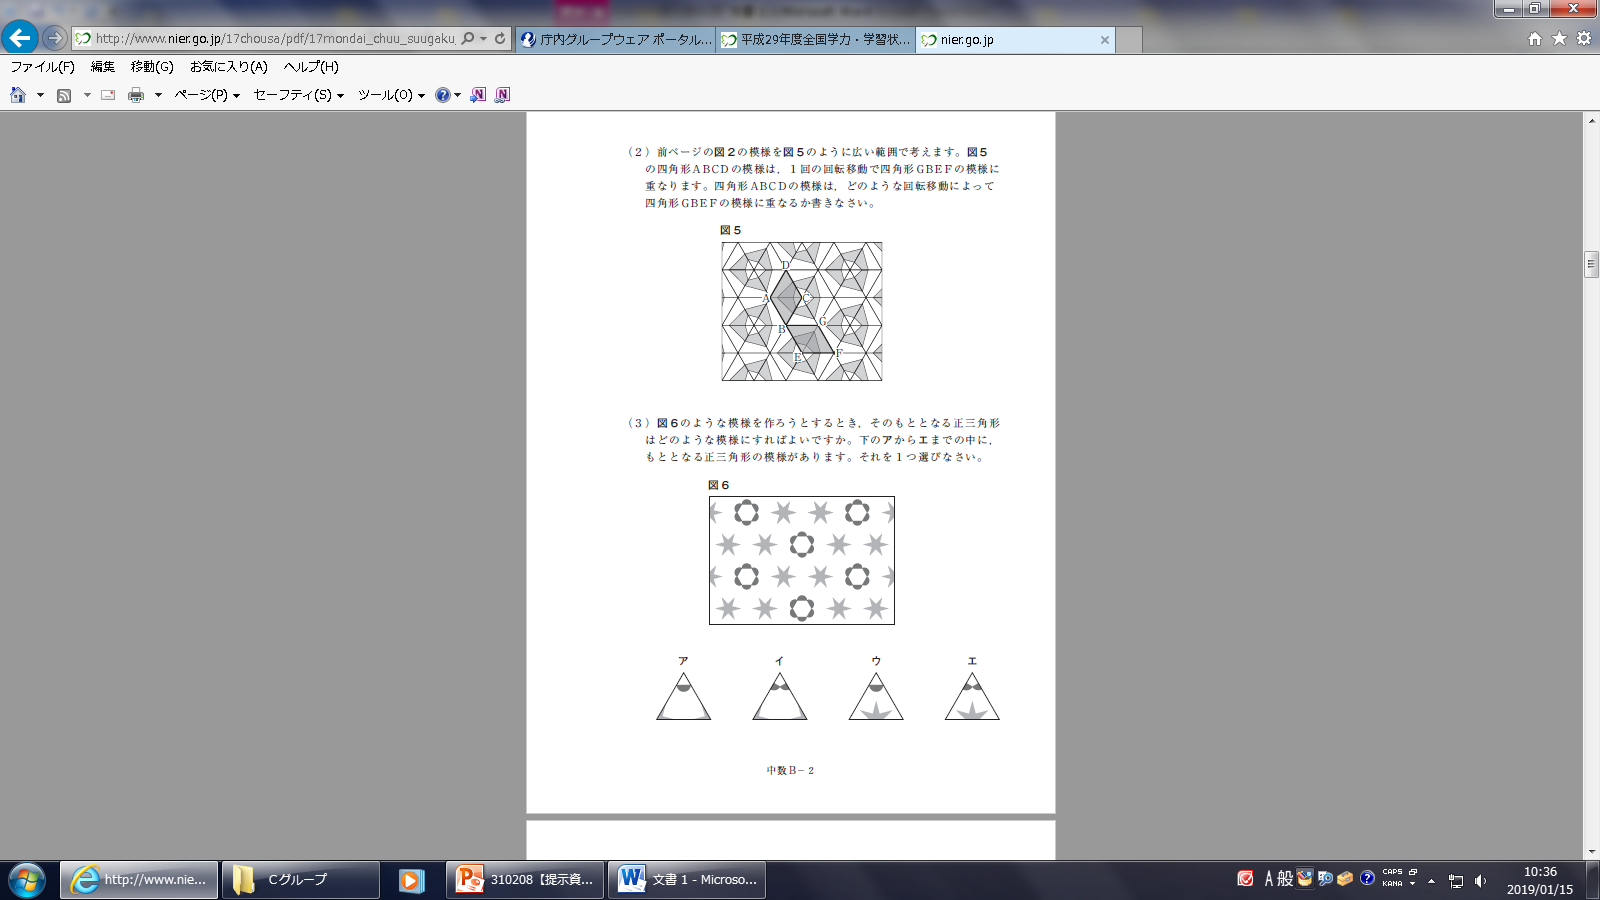 http://www.nier.go.jp/17chousa/pdf/17mondai_chuu_suugaku_
庁内グループウェア ポータル...
平成29年度全国学力・学習状...
nier.go.jp
ファイル(F) 編集 移動(G) お気に入り(A) ヘルプ(H)
ページ(P) セーフティ(S) ツール(O)
（２）前ページの図２の模様を図５のように広い範囲で考えます。図５
の四角形ＡＢＣＤの模様は，１回の回転移動で四角形ＧＢＥＦの模様に
重なります。四角形ＡＢＣＤの模様は，どのような回転移動によって
四角形ＧＢＥＦの模様に重なるか書きなさい。
図５
D
A C
B G
E F
（３）図６のような模様を作ろうとするとき，そのもととなる正三角形
はどのような模様にすればよいですか。下のアからエまでの中に，
もととなる正三角形の模様があります。それを１つ選びなさい。
図６
ア イ ウ エ
中数Ｂ－２
http://www.nie...
Cグループ
310208【提示資...
文書 1 - Microso...
A 般
CAPS
KANA
10:36
2019/01/15